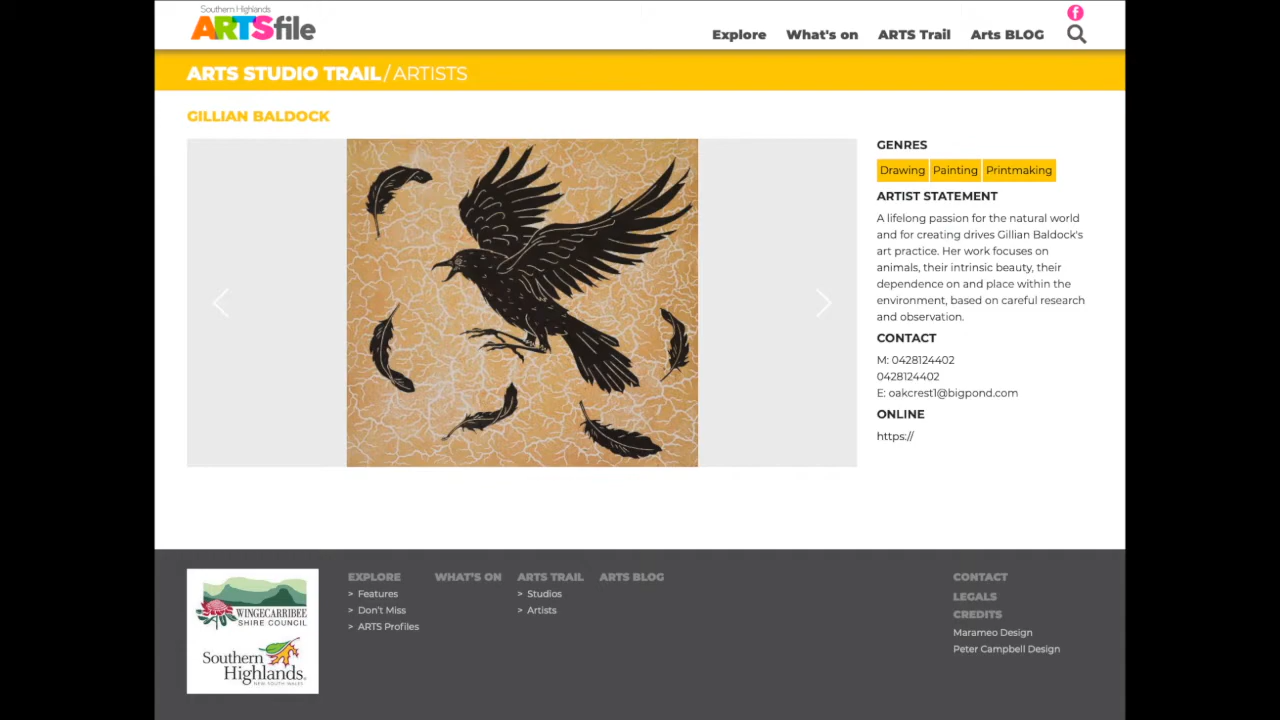 Southern Highlands
ARTSfile
Explore
What's on
ARTS Trail
Arts BLOG
ARTS STUDIO TRAIL/ARTISTS
GILLIAN BALDOCK
GENRES
Drawing Painting Printmaking
ARTIST STATEMENT
A lifelong passion for the natural world
and for creating drives Gillian Baldock's
art practice. Her work focuses on
animals, their intrinsic beauty, their
dependence on and place within the
environment, based on careful research
and observation.
CONTACT
M: 0428124402
0428124402
E: oakcrest1@bigpond.com
ONLINE
https://
WINGECARRIBEE
SHIRE COUNCIL
Southern
Highlands
NEW SOUTH WALES
EXPLORE
> Features
> Don't Miss
> ARTS Profiles
WHAT'S ON
ARTS TRAIL
> Studios
> Artists
ARTS BLOG
CONTACT
LEGALS
CREDITS
Marameo Design
Peter Campbell Design